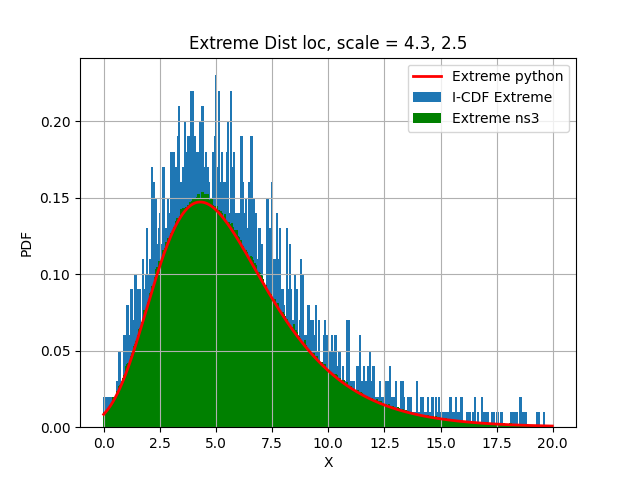 Extreme Dist loc, scale = 4.3, 2.5
Extreme python
I-CDF Extreme
Extreme ns3
PDF
0.20
0.15
0.10
0.05
0.00
0.0 2.5 5.0 7.5 10.0 12.5 15.0 17.5 20.0
X